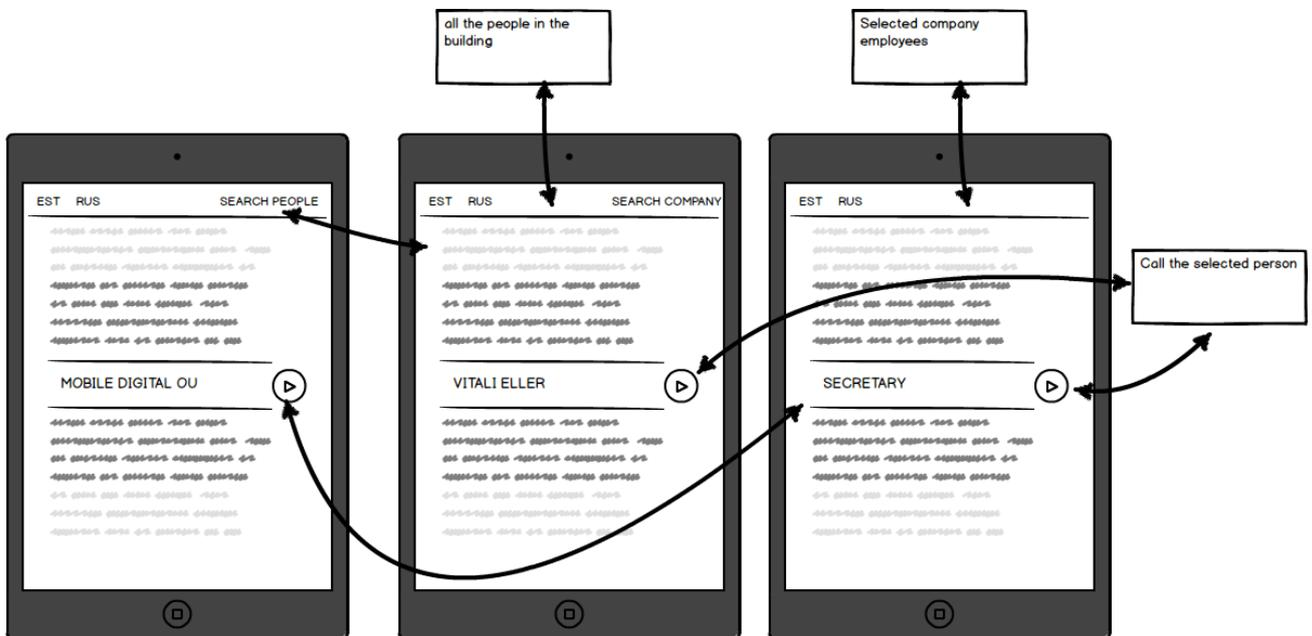 all the people in the
building
Selected company
employees
EST RUS SEARCH PEOPLE
EST RUS SEARCH COMPANY
EST RUS
Call the selected person
MOBILE DIGITAL OU
VITALI ELLER
SECRETARY